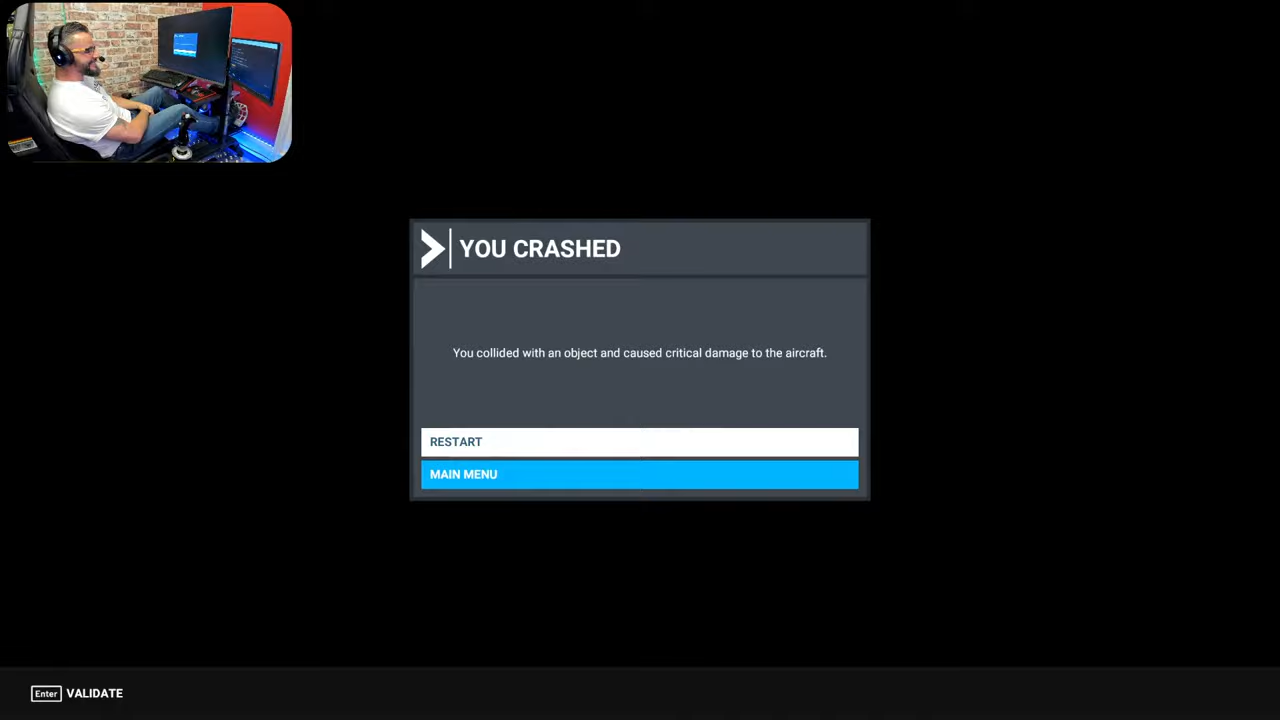 YOU CRASHED
You collided with an object and caused critical damage to the aircraft.
RESTART
MAIN MENU
Enter VALIDATE